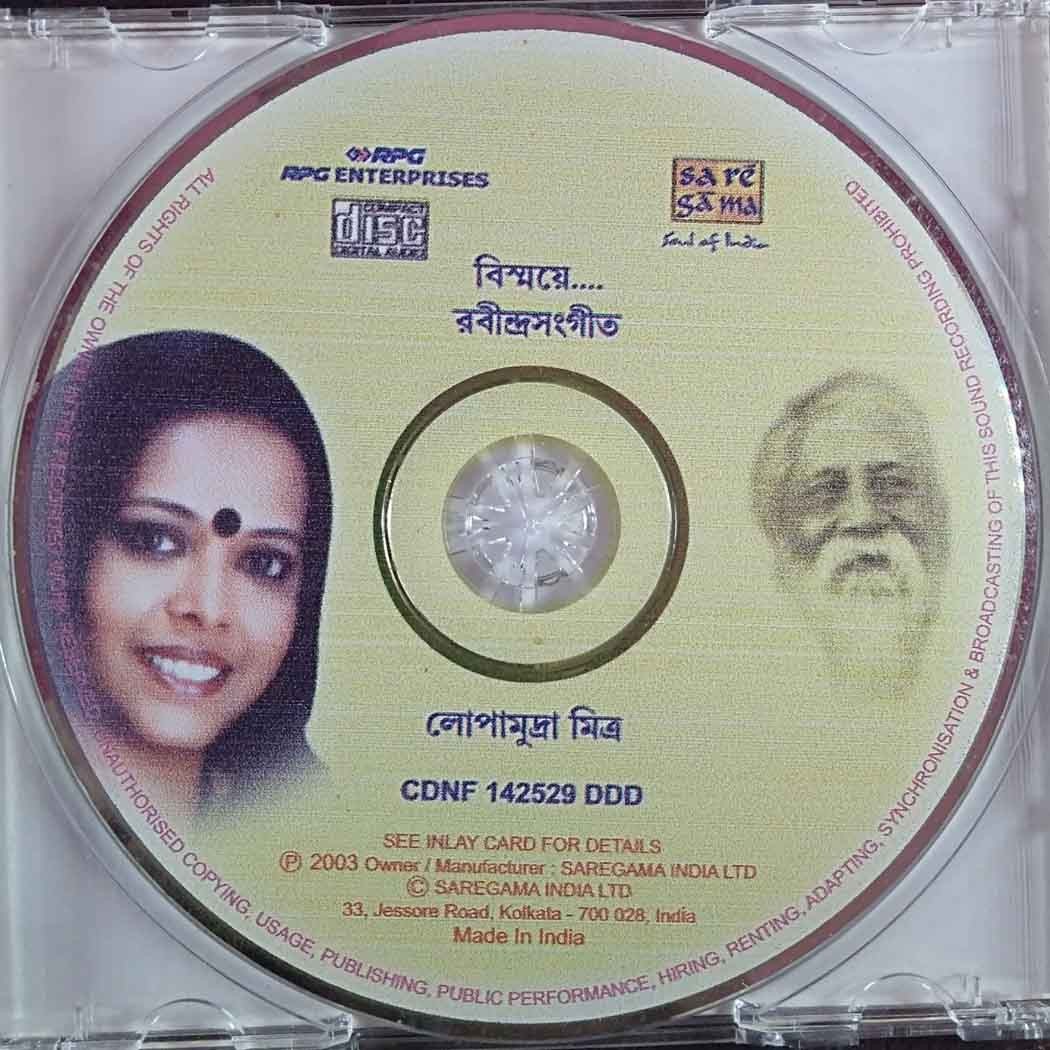 RPG
RPG ENTERPRISES
COMPACT
disc
DIGITAL AUDIO
sa rē
gā ma
Soul of India
বিস্ময়ে....
রবীন্দ্রসংগীত
লোপামুদ্রা মিত্র
CDNF 142529 DDD
SEE INLAY CARD FOR DETAILS
Ⓟ 2003 Owner / Manufacturer : SAREGAMA INDIA LTD
© SAREGAMA INDIA LTD
33, Jessore Road, Kolkata - 700 028, India
Made In India
ALL RIGHTS OF THE UNAUTHORISED COPYING, USAGE, PUBLISHING, PUBLIC PERFORMANCE, HIRING, RENTING, ADAPTING, SYNCHRONISATION & BROADCASTING OF THIS SOUND RECORDING PROHIBITED.